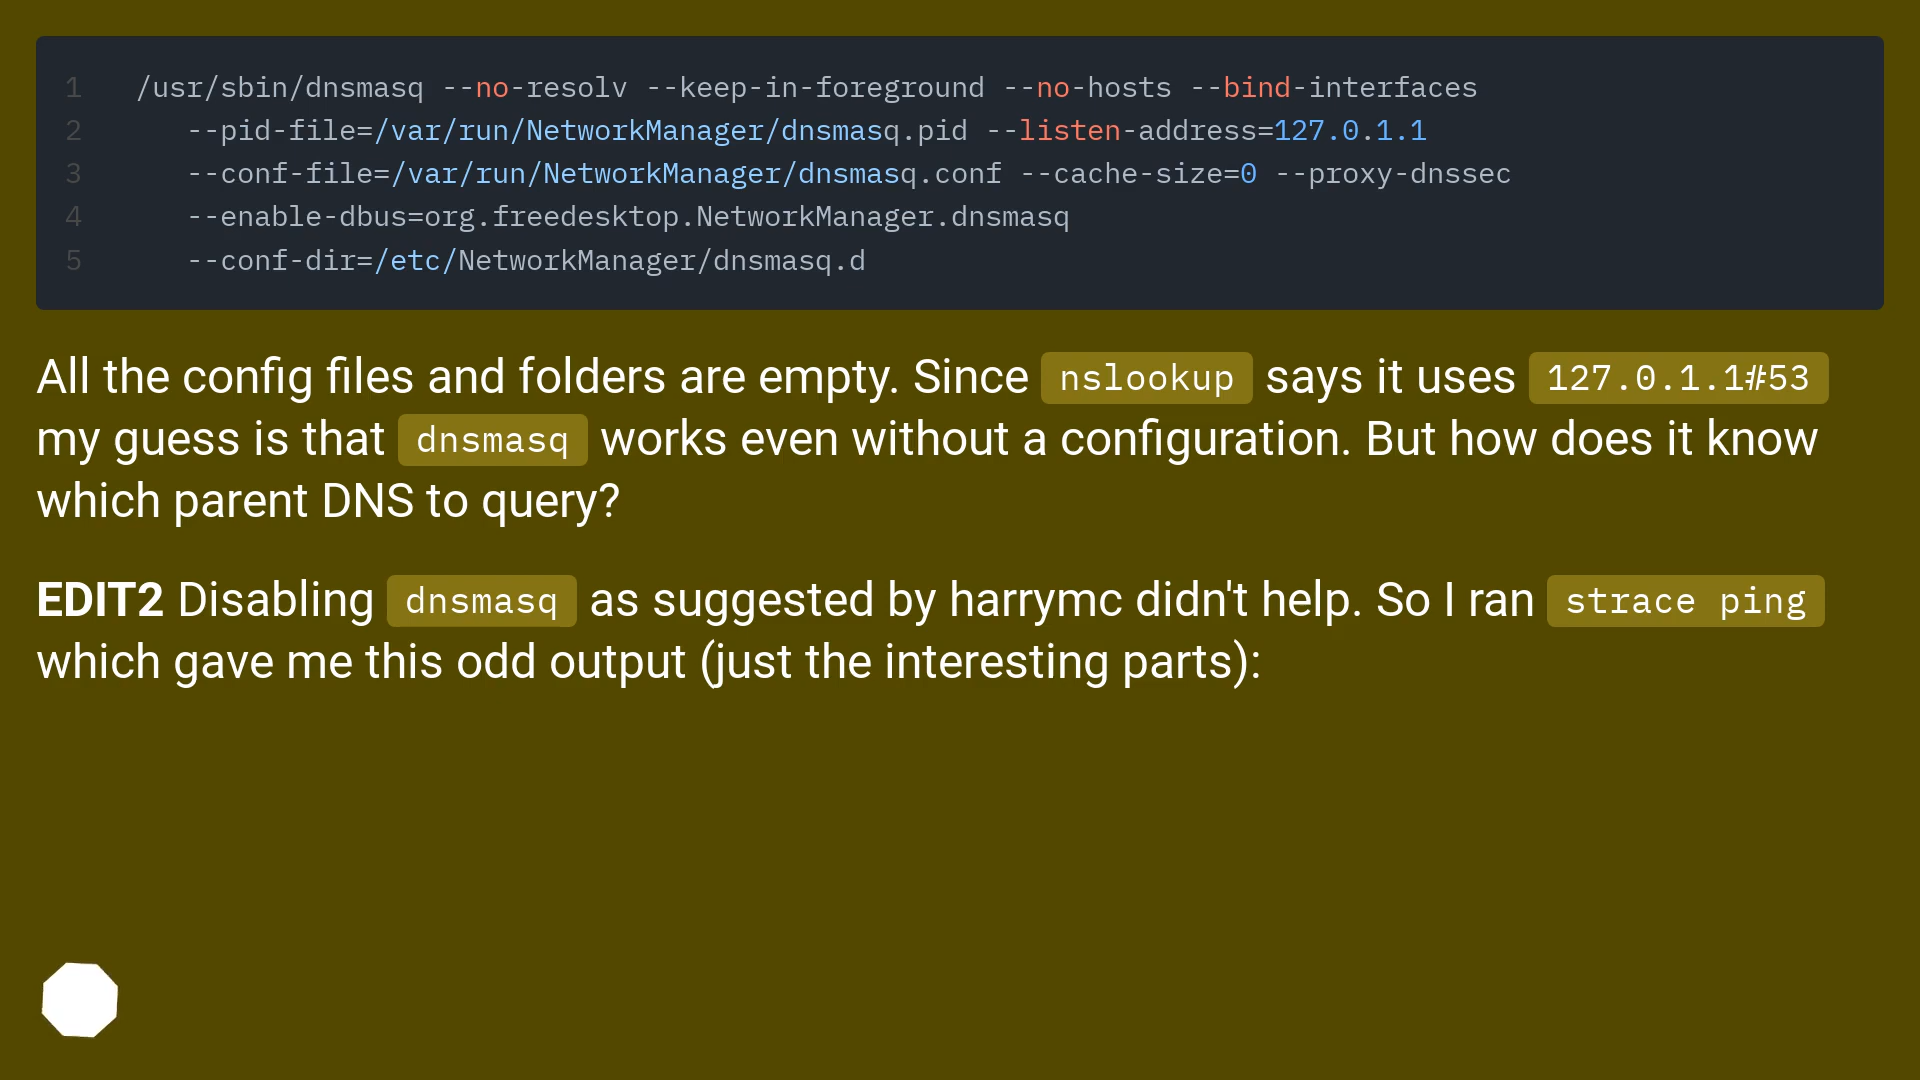 1 /usr/sbin/dnsmasq --no-resolv --keep-in-foreground --no-hosts --bind-interfaces
2 --pid-file=/var/run/NetworkManager/dnsmasq.pid --listen-address=127.0.1.1
3 --conf-file=/var/run/NetworkManager/dnsmasq.conf --cache-size=0 --proxy-dnssec
4 --enable-dbus=org.freedesktop.NetworkManager.dnsmasq
5 --conf-dir=/etc/NetworkManager/dnsmasq.d
All the config files and folders are empty. Since nslookup says it uses 127.0.1.1#53
my guess is that dnsmasq works even without a configuration. But how does it know
which parent DNS to query?
EDIT2 Disabling dnsmasq as suggested by harrymc didn't help. So I ran strace ping
which gave me this odd output (just the interesting parts):